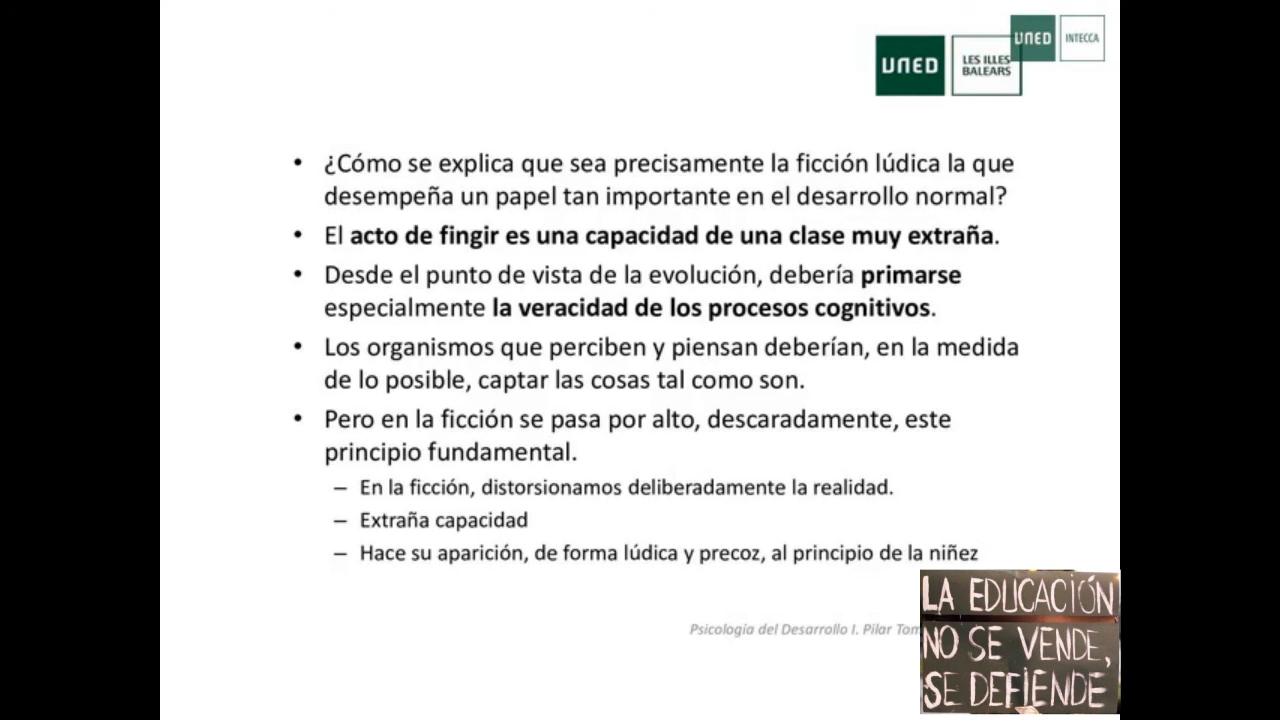 UNED
INTECCA
UNED
LES ILLES
BALEARS
• ¿Cómo se explica que sea precisamente la ficción lúdica la que
desempeña un papel tan importante en el desarrollo normal?
• El acto de fingir es una capacidad de una clase muy extraña.
• Desde el punto de vista de la evolución, debería primarse
especialmente la veracidad de los procesos cognitivos.
• Los organismos que perciben y piensan deberían, en la medida
de lo posible, captar las cosas tal como son.
• Pero en la ficción se pasa por alto, descaradamente, este
principio fundamental.
– En la ficción, distorsionamos deliberadamente la realidad.
– Extraña capacidad
– Hace su aparición, de forma lúdica y precoz, al principio de la niñez
Psicología del Desarrollo I. Pilar
LA EDUCACIÓN
NO SE VENDE,
SE DEFIENDE